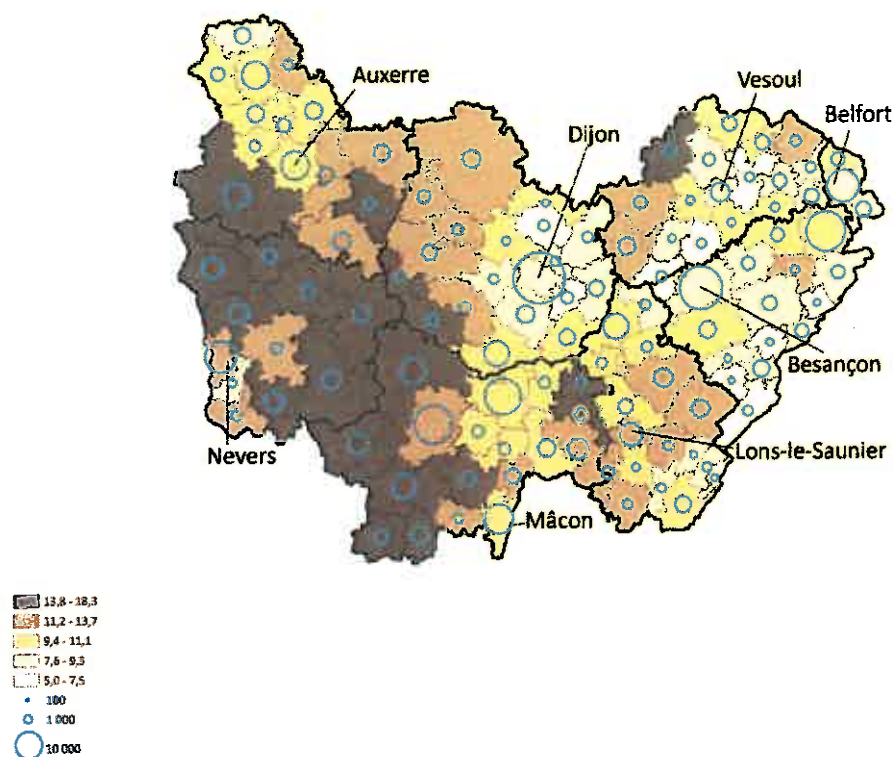 Auxerre
Vesoul
Belfort
Dijon
Besançon
Nevers
Lons-le-Saunier
Mâcon
13,8 - 18,3
11,2 - 13,7
9,4 - 11,1
7,6 - 9,3
5,0 - 7,5
100
1 000
10 000